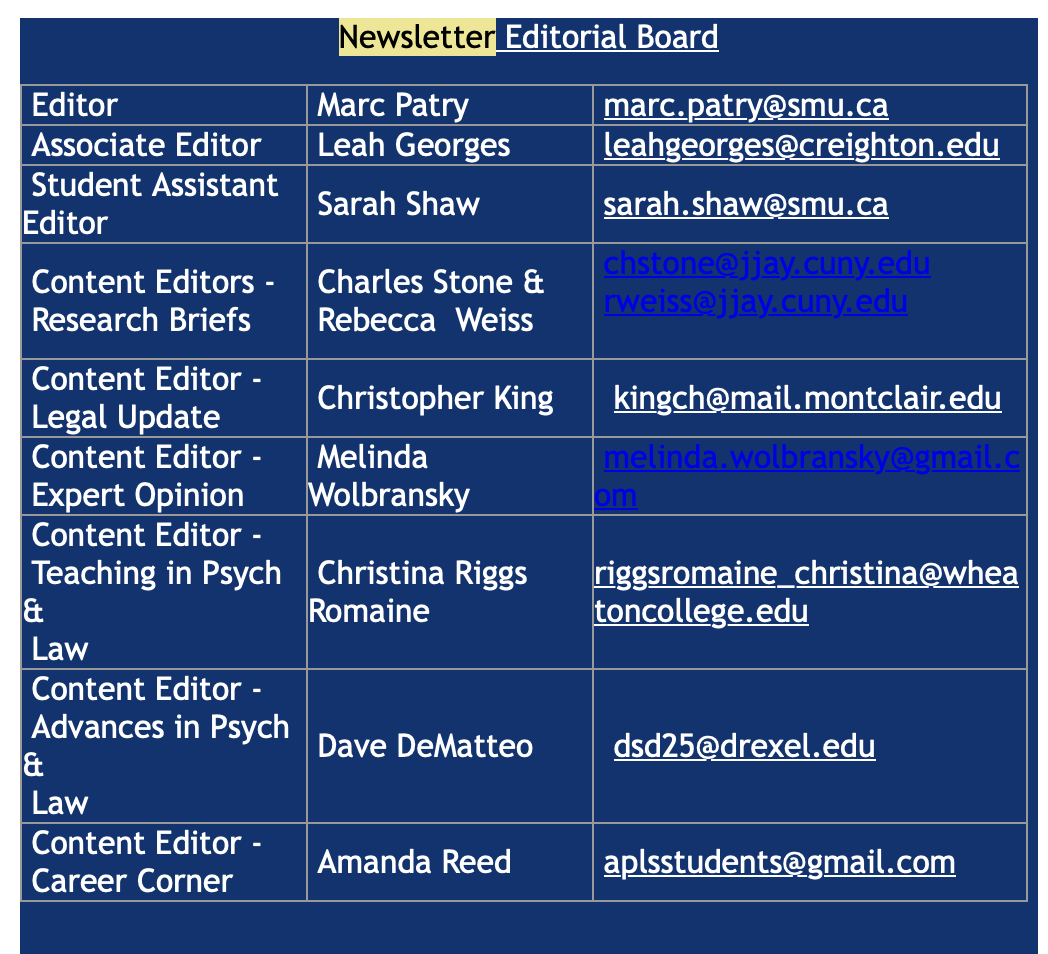 Newsletter Editorial Board
Editor Marc Patry marc.patry@smu.ca
Associate Editor Leah Georges leahgeorges@creighton.edu
Student Assistant
Editor
Sarah Shaw
sarah.shaw@smu.ca
Content Editors -
Research Briefs
Charles Stone &
Rebecca Weiss
chstone@jjay.cuny.edu
rweiss@jjay.cuny.edu
Content Editor -
Legal Update
Christopher King
kingch@mail.montclair.edu
Content Editor -
Expert Opinion
Melinda
Wolbransky
melinda.wolbransky@gmail.c
om
Content Editor -
Teaching in Psych
&
Law
Christina Riggs
Romaine
riggsromaine_christina@whea
toncollege.edu
Content Editor -
Advances in Psych
&
Law
Dave DeMatteo
dsd25@drexel.edu
Content Editor -
Career Corner
Amanda Reed
aplsstudents@gmail.com